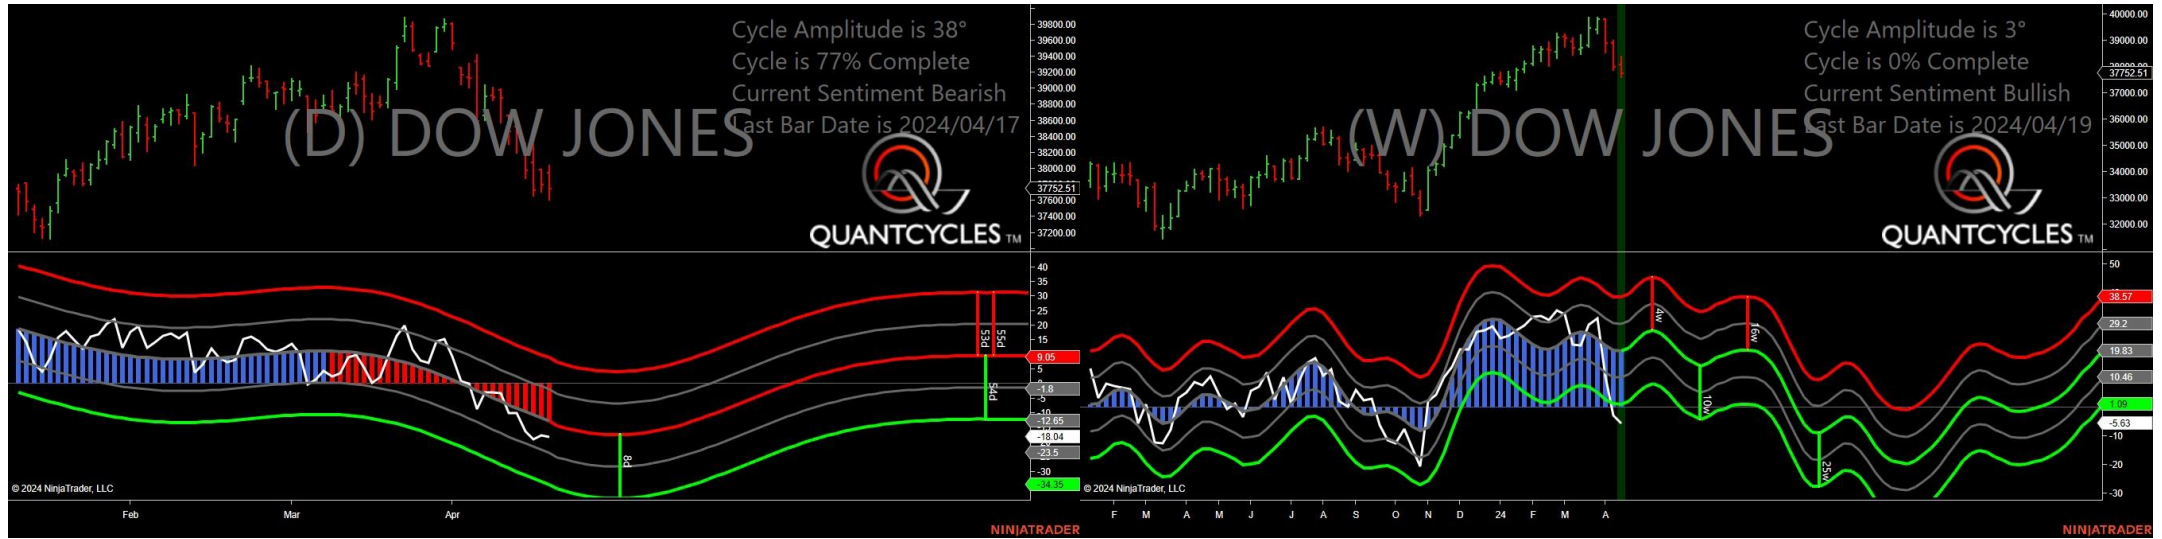 Cycle Amplitude is 38°
Cycle is 77% Complete
Current Sentiment Bearish
Last Bar Date is 2024/04/17
(D) DOW JONES
QUANTCYCLES TM
39800.00
39600.00
39400.00
39200.00
39000.00
38800.00
38600.00
38400.00
38200.00
38000.00
37752.51
37600.00
37400.00
37200.00
40
35
30
25
20
15
9.05
5
-1.8
-5
-10
-12.65
-18.04
-23.5
-30
-34.35
8d
53d
55d
54d
© 2024 NinjaTrader, LLC
Feb Mar Apr
NINJATRADER
Cycle Amplitude is 3°
Cycle is 0% Complete
Current Sentiment Bullish
Last Bar Date is 2024/04/19
(W) DOW JONES
QUANTCYCLES TM
40000.00
39000.00
37752.51
37000.00
36000.00
35000.00
34000.00
33000.00
32000.00
50
38.57
29.2
19.83
10.46
1.09
-5.63
-10
-20
-30
4w
16w
10w
25w
© 2024 NinjaTrader, LLC
F M A M J J A S O N D 24 F M A
NINJATRADER